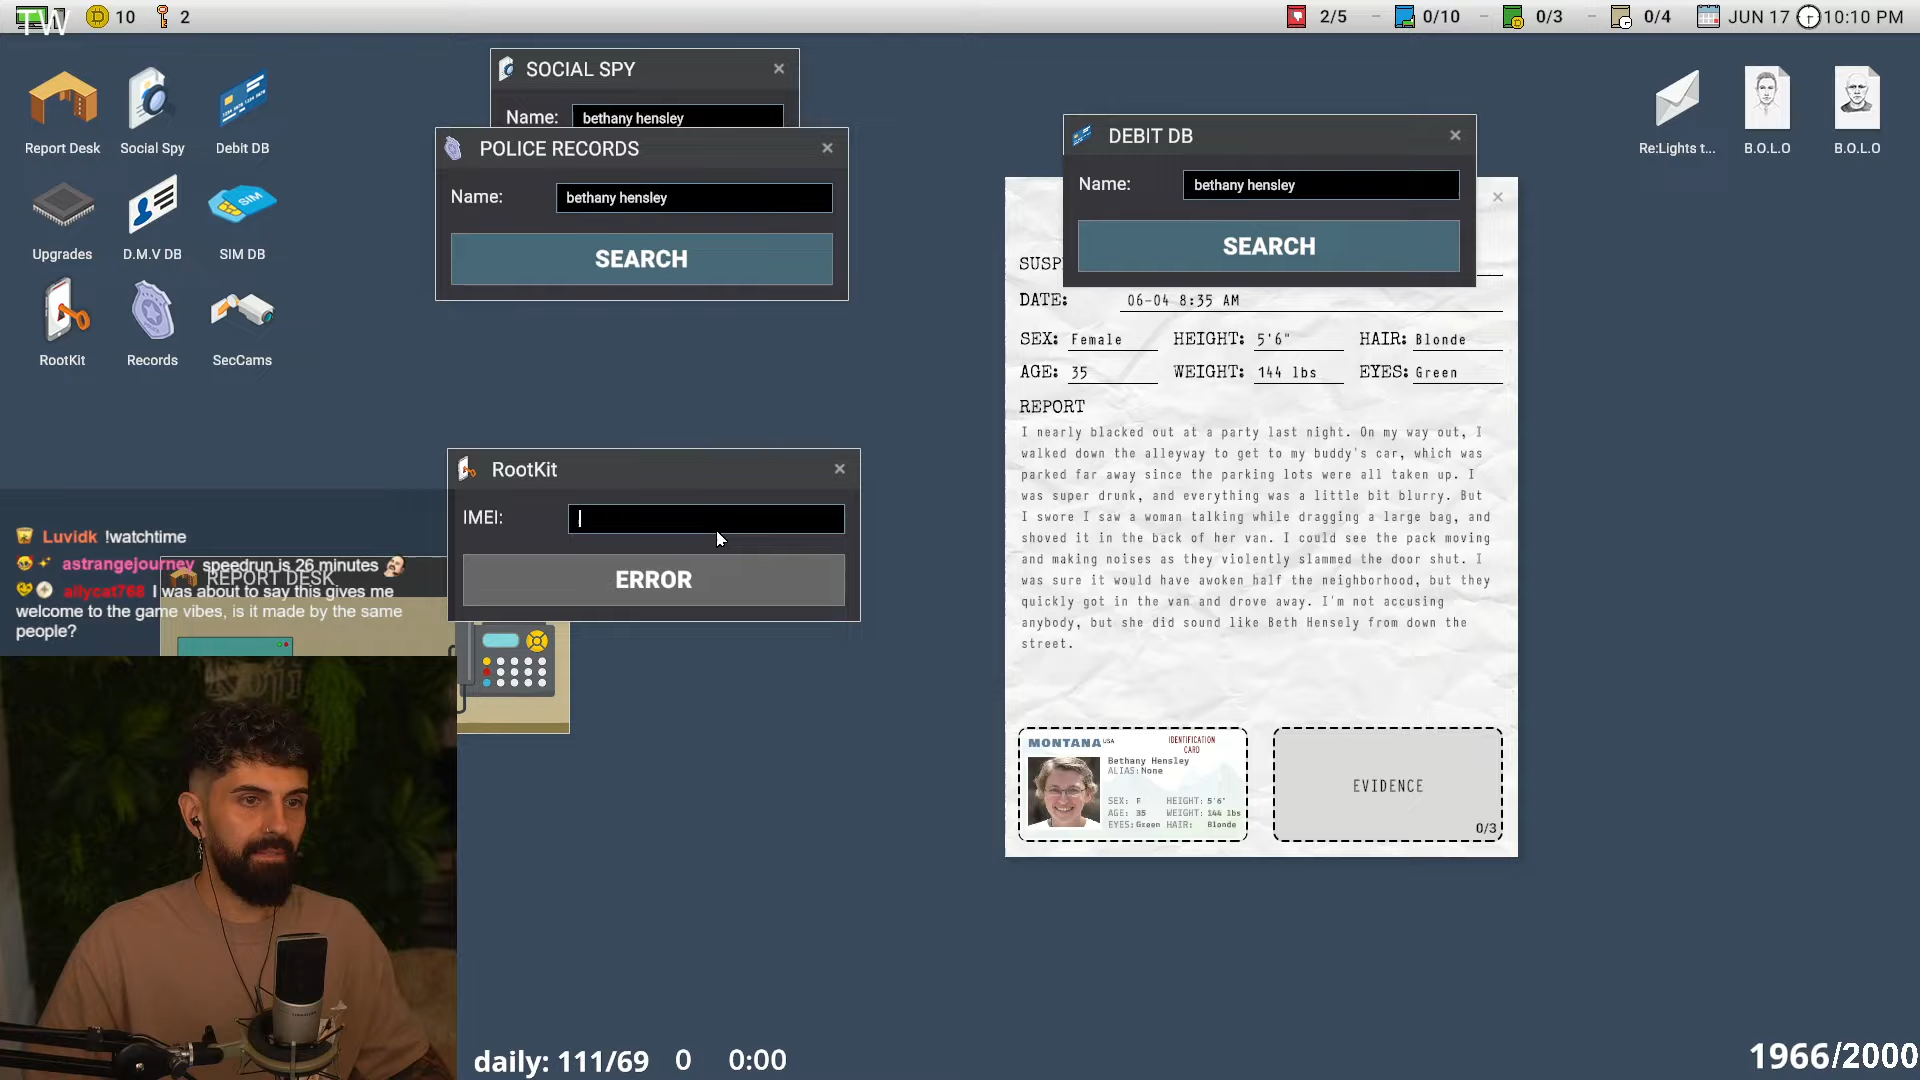 TW
10
2
2/5
0/10
0/3
0/4
JUN 17
10:10 PM
Report Desk
Social Spy
Debit DB
Upgrades
D.M.V DB
SIM DB
SIM
RootKit
Records
SecCams
Re:Lights t...
B.O.L.O
B.O.L.O
SOCIAL SPY
Name: bethany hensley
POLICE RECORDS
Name: bethany hensley
SEARCH
DEBIT DB
Name: bethany hensley
SEARCH
RootKit
IMEI:
ERROR
SUSP
DATE: 06-04 8:35 AM
SEX: Female HEIGHT: 5'6" HAIR: Blonde
AGE: 35 WEIGHT: 144 lbs EYES: Green
REPORT
I nearly blacked out at a party last night. On my way out, I
walked down the alleyway to get to my buddy's car, which was
parked far away since the parking lots were all taken up. I
was super drunk, and everything was a little bit blurry. But
I swore I saw a woman talking while dragging a large bag, and
shoved it in the back of her van. I could see the pack moving
and making noises as they violently slammed the door shut. I
was sure it would have awoken half the neighborhood, but they
quickly got in the van and drove away. I'm not accusing
anybody, but she did sound like Beth Hensely from down the
street.
MONTANA USA IDENTIFICATION
CARD
Bethany Hensley
ALIAS: None
SEX: F HEIGHT: 5'6"
AGE: 35 WEIGHT: 144 lbs
EYES: Green HAIR: Blonde
EVIDENCE
0/3
Luvidk !watchtime
astrangejourney speedrun is 26 minutes
REPORT DESK
allycat768 I was about to say this gives me
welcome to the game vibes, is it made by the same
people?
daily: 111/69 0 0:00
1966/2000